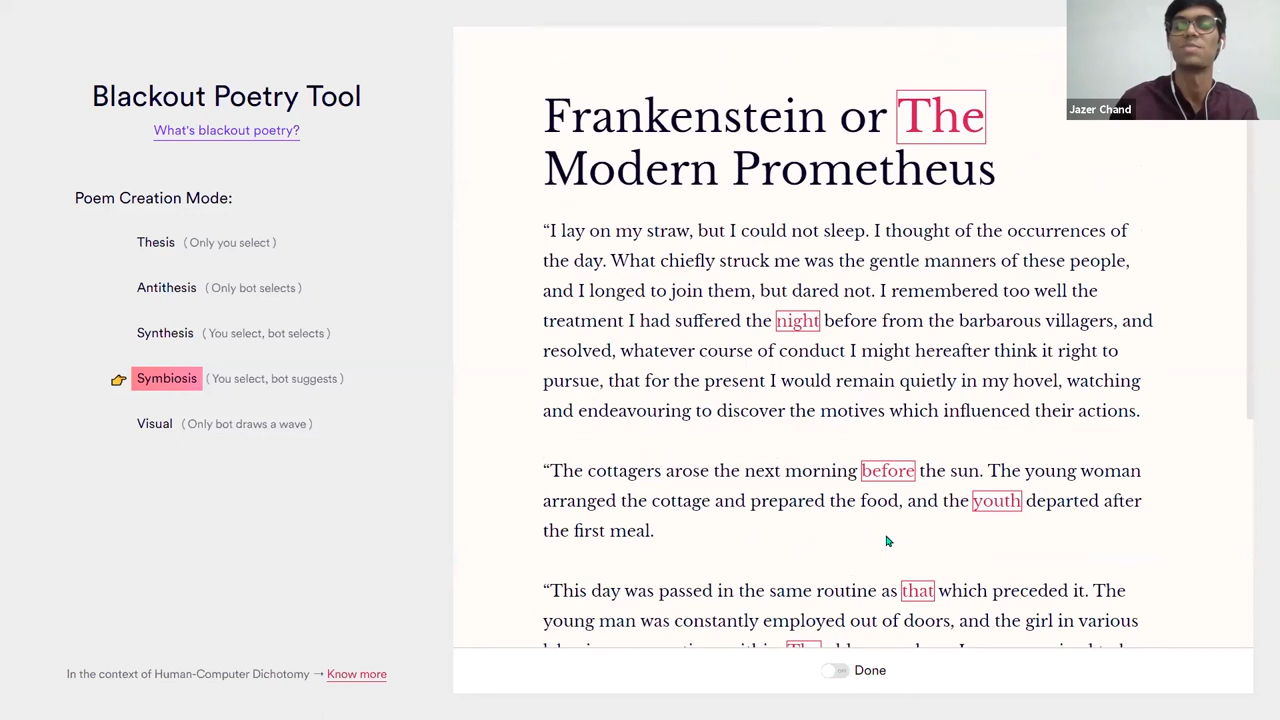 Blackout Poetry Tool
What's blackout poetry?
Poem Creation Mode:
Thesis ( Only you select )
Antithesis ( Only bot selects )
Synthesis ( You select, bot selects )
👉 Symbiosis ( You select, bot suggests )
Visual ( Only bot draws a wave )
In the context of Human-Computer Dichotomy → Know more
Frankenstein or The
Modern Prometheus
“I lay on my straw, but I could not sleep. I thought of the occurrences of
the day. What chiefly struck me was the gentle manners of these people,
and I longed to join them, but dared not. I remembered too well the
treatment I had suffered the night before from the barbarous villagers, and
resolved, whatever course of conduct I might hereafter think it right to
pursue, that for the present I would remain quietly in my hovel, watching
and endeavouring to discover the motives which influenced their actions.
“The cottagers arose the next morning before the sun. The young woman
arranged the cottage and prepared the food, and the youth departed after
the first meal.
“This day was passed in the same routine as that which preceded it. The
young man was constantly employed out of doors, and the girl in various
Done
Jazer Chand